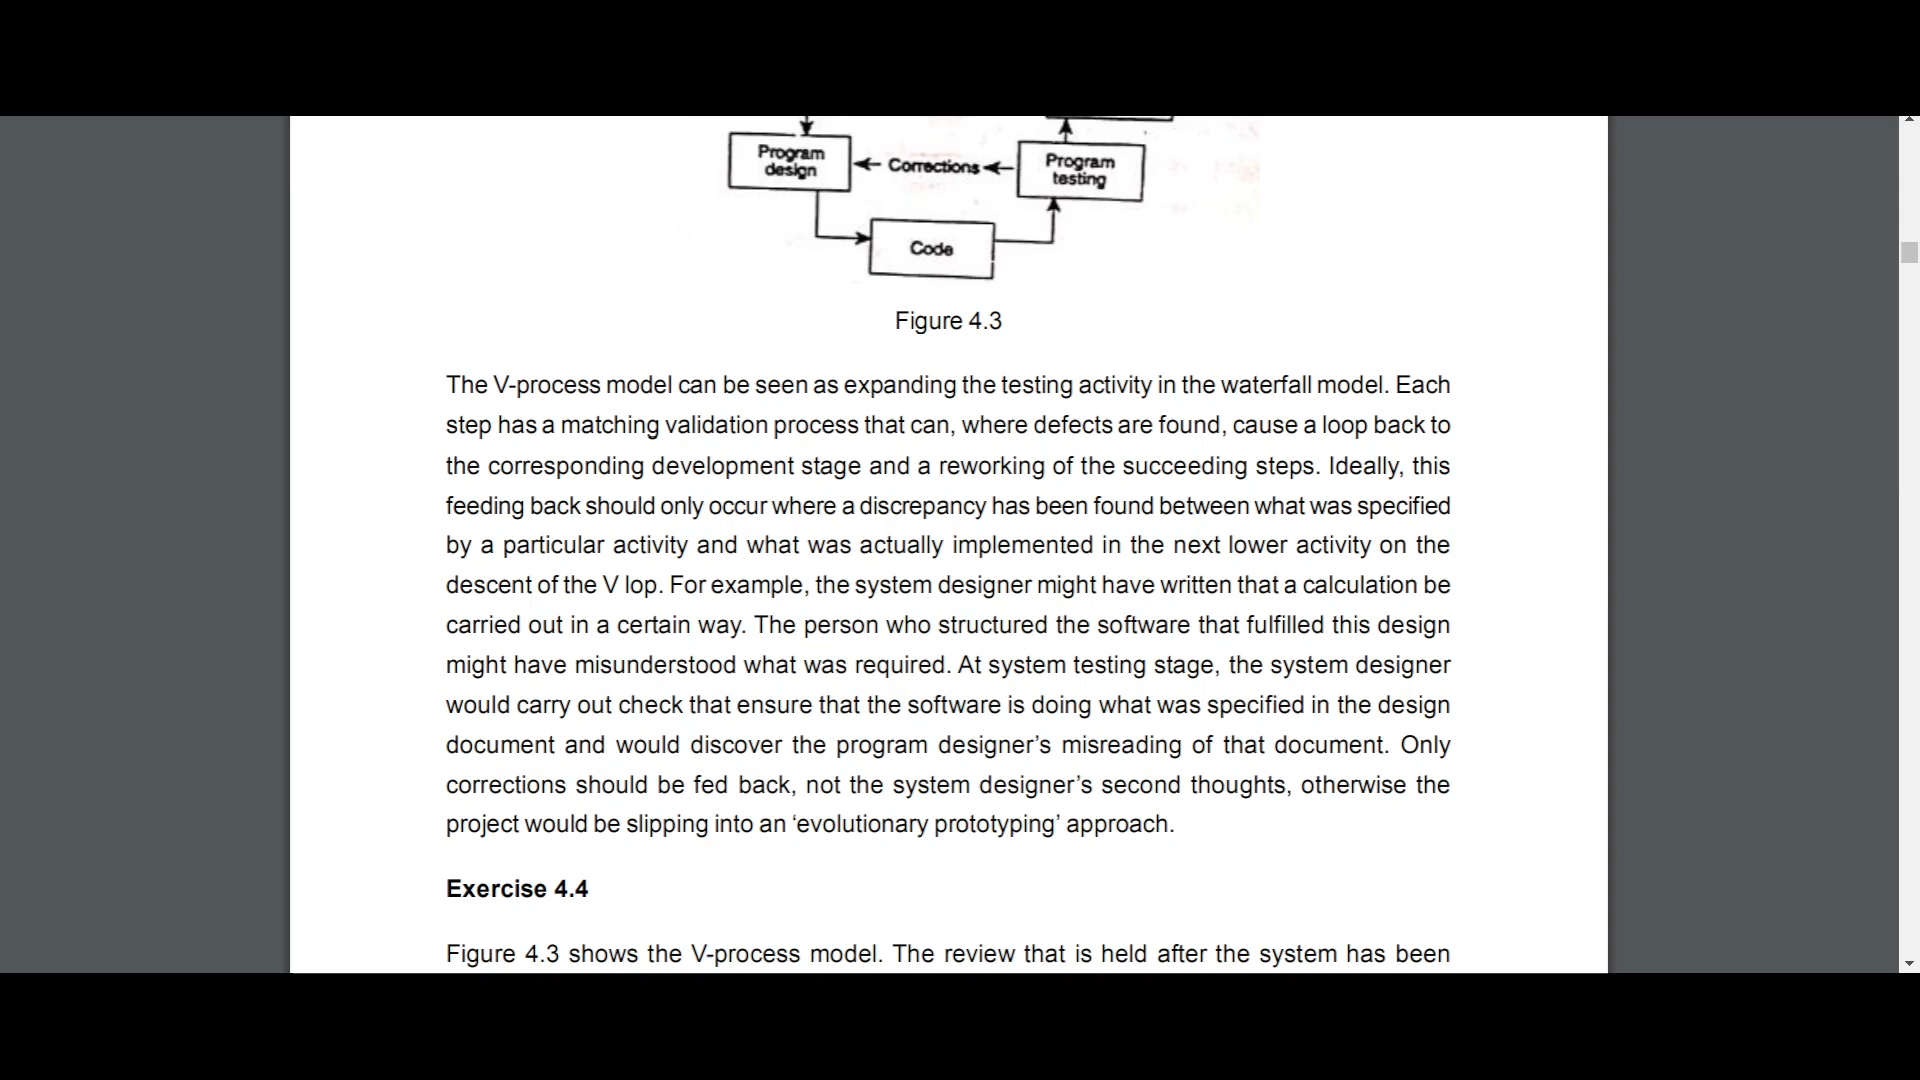 Program
design
Corrections
Program
testing
Code
Figure 4.3
The V-process model can be seen as expanding the testing activity in the waterfall model. Each
step has a matching validation process that can, where defects are found, cause a loop back to
the corresponding development stage and a reworking of the succeeding steps. Ideally, this
feeding back should only occur where a discrepancy has been found between what was specified
by a particular activity and what was actually implemented in the next lower activity on the
descent of the V lop. For example, the system designer might have written that a calculation be
carried out in a certain way. The person who structured the software that fulfilled this design
might have misunderstood what was required. At system testing stage, the system designer
would carry out check that ensure that the software is doing what was specified in the design
document and would discover the program designer’s misreading of that document. Only
corrections should be fed back, not the system designer’s second thoughts, otherwise the
project would be slipping into an ‘evolutionary prototyping’ approach.
Exercise 4.4
Figure 4.3 shows the V-process model. The review that is held after the system has been